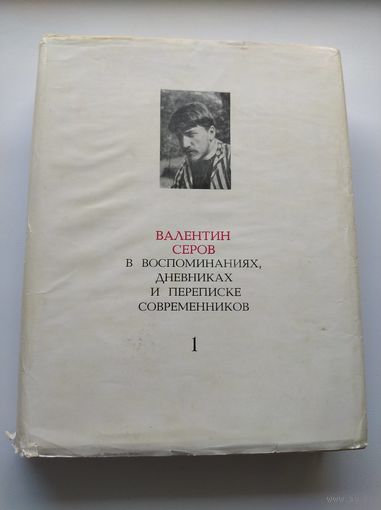 ВАЛЕНТИН
СЕРОВ
В ВОСПОМИНАНИЯХ,
ДНЕВНИКАХ
И ПЕРЕПИСКЕ
СОВРЕМЕННИКОВ
1